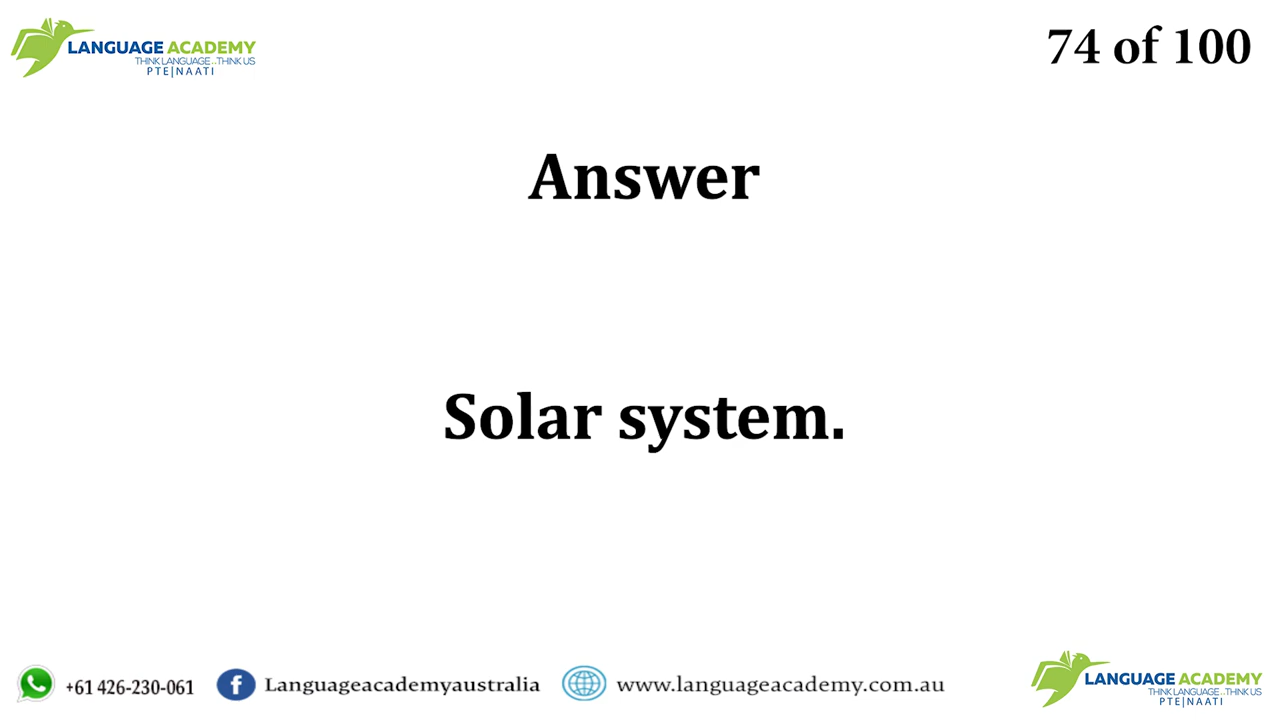 LANGUAGE ACADEMY
THINK LANGUAGE..THINK US
PTE|NAATI
74 of 100
Answer
Solar system.
+61 426-230-061
Languageacademyaustralia
www.languageacademy.com.au
LANGUAGE ACADEMY
THINK LANGUAGE..THINK US
PTE|NAATI